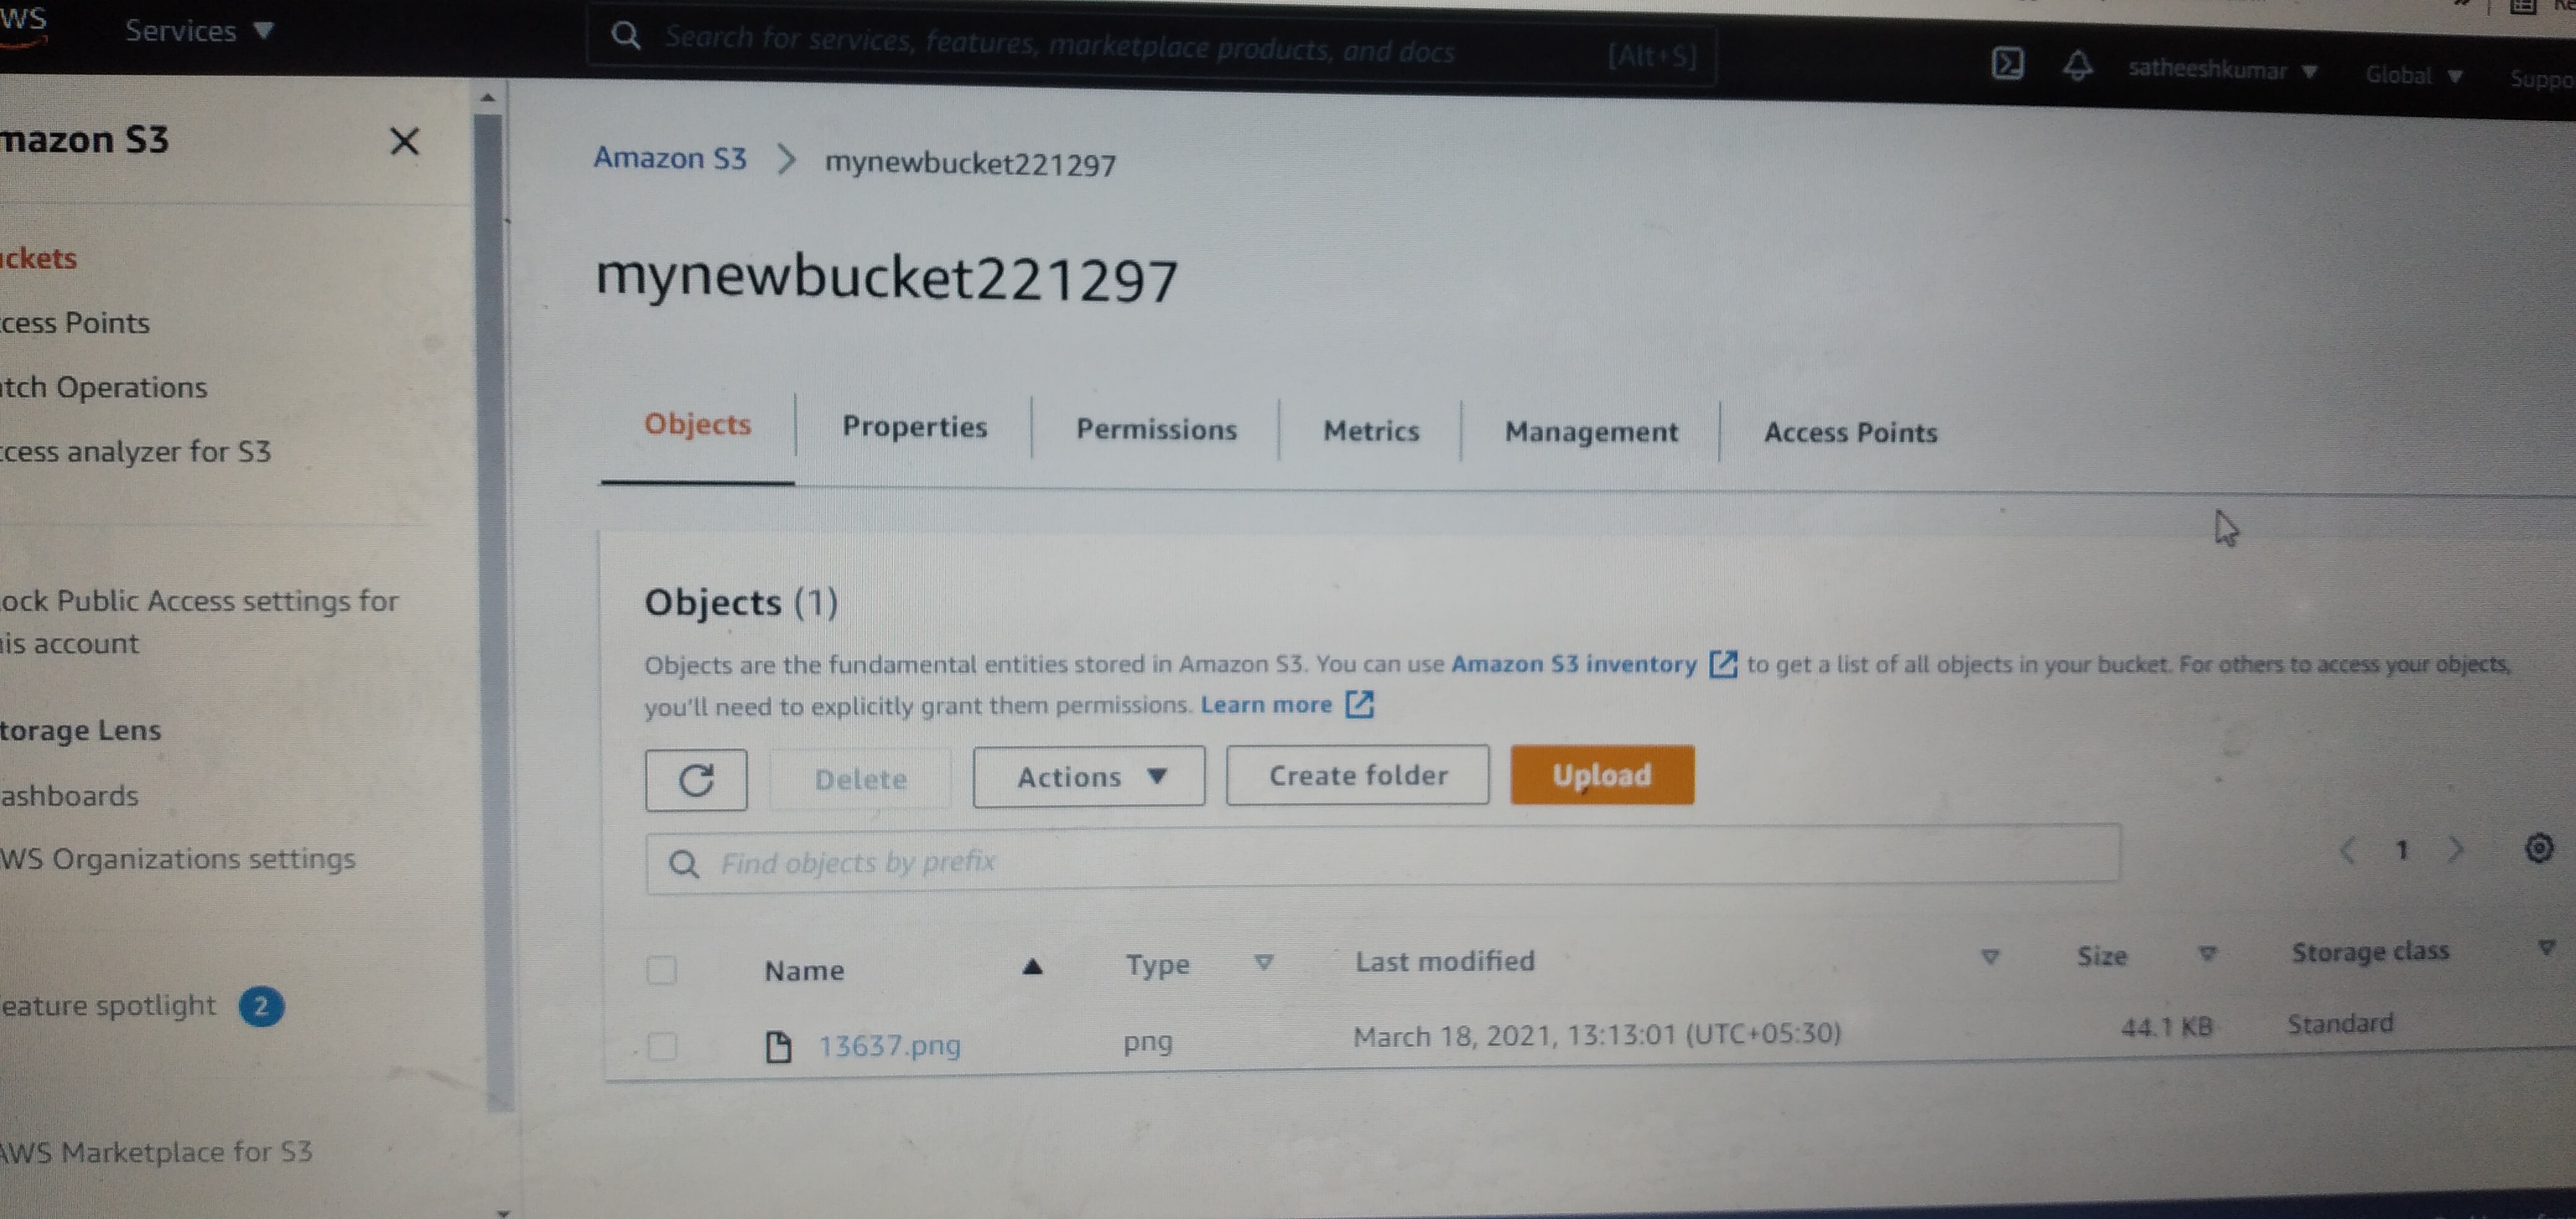 WS
Services
Search for services, features, marketplace products, and docs
[Alt+S]
satheeshkumar
Global
Suppo
mazon S3
ckets
cess Points
tch Operations
cess analyzer for S3
ock Public Access settings for
is account
torage Lens
ashboards
WS Organizations settings
eature spotlight 2
AWS Marketplace for S3
Amazon S3 > mynewbucket221297
mynewbucket221297
Objects Properties Permissions Metrics Management Access Points
Objects (1)
Objects are the fundamental entities stored in Amazon S3. You can use Amazon S3 inventory to get a list of all objects in your bucket. For others to access your objects,
you'll need to explicitly grant them permissions. Learn more
Delete Actions Create folder Upload
Find objects by prefix
1
Name Type Last modified Size Storage class
13637.png png March 18, 2021, 13:13:01 (UTC+05:30) 44.1 KB Standard